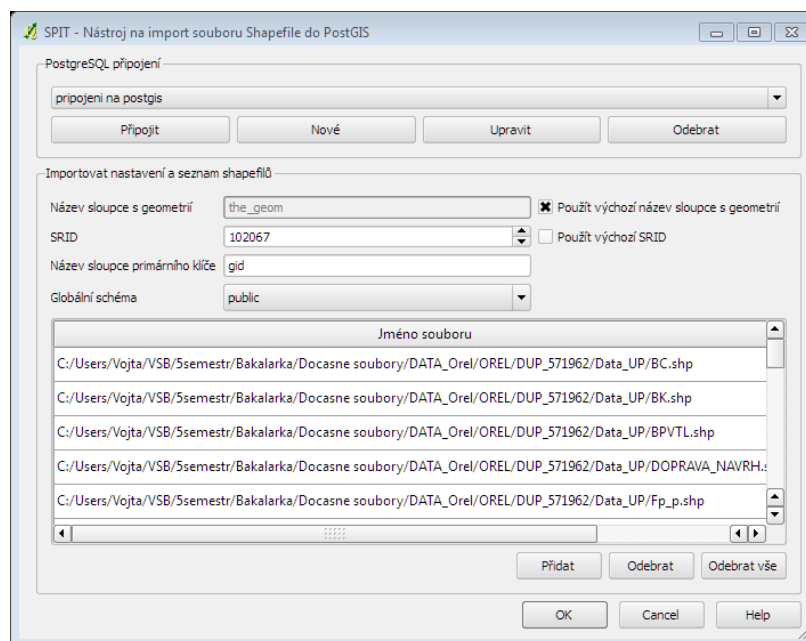 SPIT - Nástroj na import souboru Shapefile do PostGIS
PostgreSQL připojení
pripojeni na postgis
Připojit Nové Upravit Odebrat
Importovat nastavení a seznam shapefilů
Název sloupce s geometrií the_geom Použít výchozí název sloupce s geometrií
SRID 102067 Použít výchozí SRID
Název sloupce primárního klíče gid
Globální schéma public
Jméno souboru
C:/Users/Vojta/VSB/5semestr/Bakalarka/Docasne soubory/DATA_Orel/OREL/DUP_571962/Data_UP/BC.shp
C:/Users/Vojta/VSB/5semestr/Bakalarka/Docasne soubory/DATA_Orel/OREL/DUP_571962/Data_UP/BK.shp
C:/Users/Vojta/VSB/5semestr/Bakalarka/Docasne soubory/DATA_Orel/OREL/DUP_571962/Data_UP/BPVTL.shp
C:/Users/Vojta/VSB/5semestr/Bakalarka/Docasne soubory/DATA_Orel/OREL/DUP_571962/Data_UP/DOPRAVA_NAVRH.s
C:/Users/Vojta/VSB/5semestr/Bakalarka/Docasne soubory/DATA_Orel/OREL/DUP_571962/Data_UP/Fp_p.shp
Přidat Odebrat Odebrat vše
OK Cancel Help